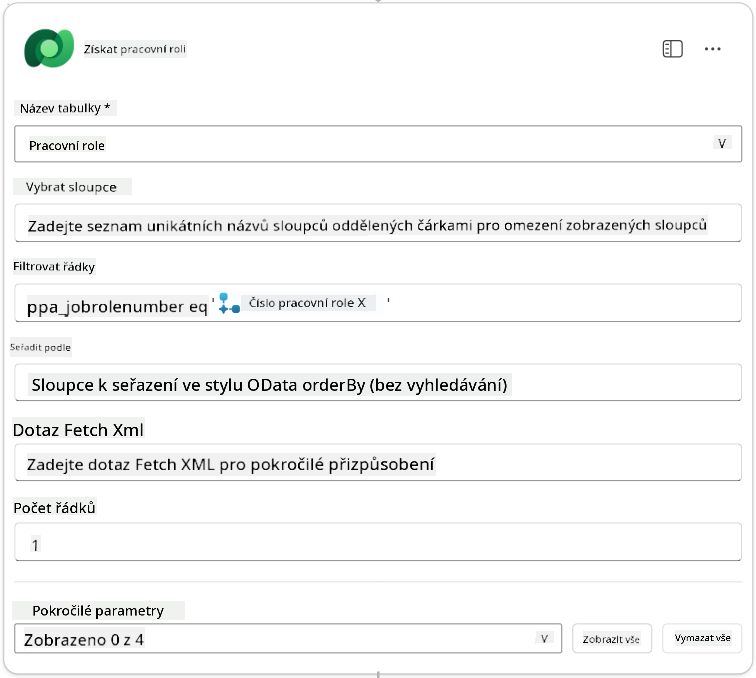 Získat pracovní roli
Název tabulky *
Pracovní role
V
Vybrat sloupce
Zadejte seznam unikátních názvů sloupců oddělených čárkami pro omezení zobrazených sloupců
Filtrovat řádky
ppa_jobrolenumber eq ' Číslo pracovní role X '
Seřadit podle
Sloupce k seřazení ve stylu OData orderBy (bez vyhledávání)
Dotaz Fetch Xml
Zadejte dotaz Fetch XML pro pokročilé přizpůsobení
Počet řádků
1
Pokročilé parametry
Zobrazeno 0 z 4 V Zobrazit vše Vymazat vše